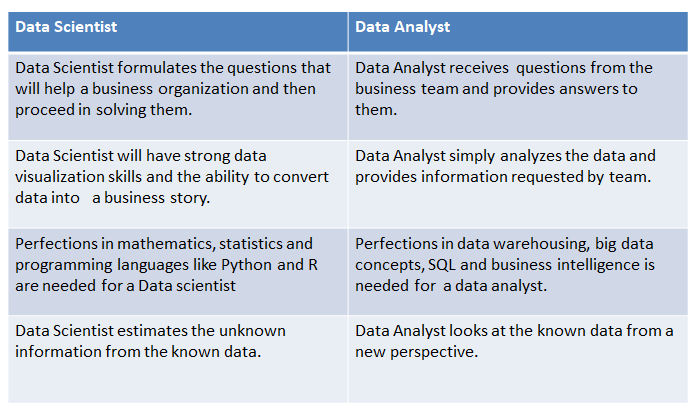 Data Scientist
Data Analyst
Data Scientist formulates the questions that
will help a business organization and then
proceed in solving them.
Data Analyst receives  questions from the
business team and provides answers to
them.
Data Scientist will have strong data
visualization skills and the ability to convert
data into   a business story.
Data Analyst simply analyzes the data and
provides information requested by team.
Perfections in mathematics, statistics and
programming languages like Python and R
are needed for a Data scientist
Perfections in data warehousing, big data
concepts, SQL and business intelligence is
needed for  a data analyst.
Data Scientist estimates the unknown
information from the known data.
Data Analyst looks at the known data from a
new perspective.